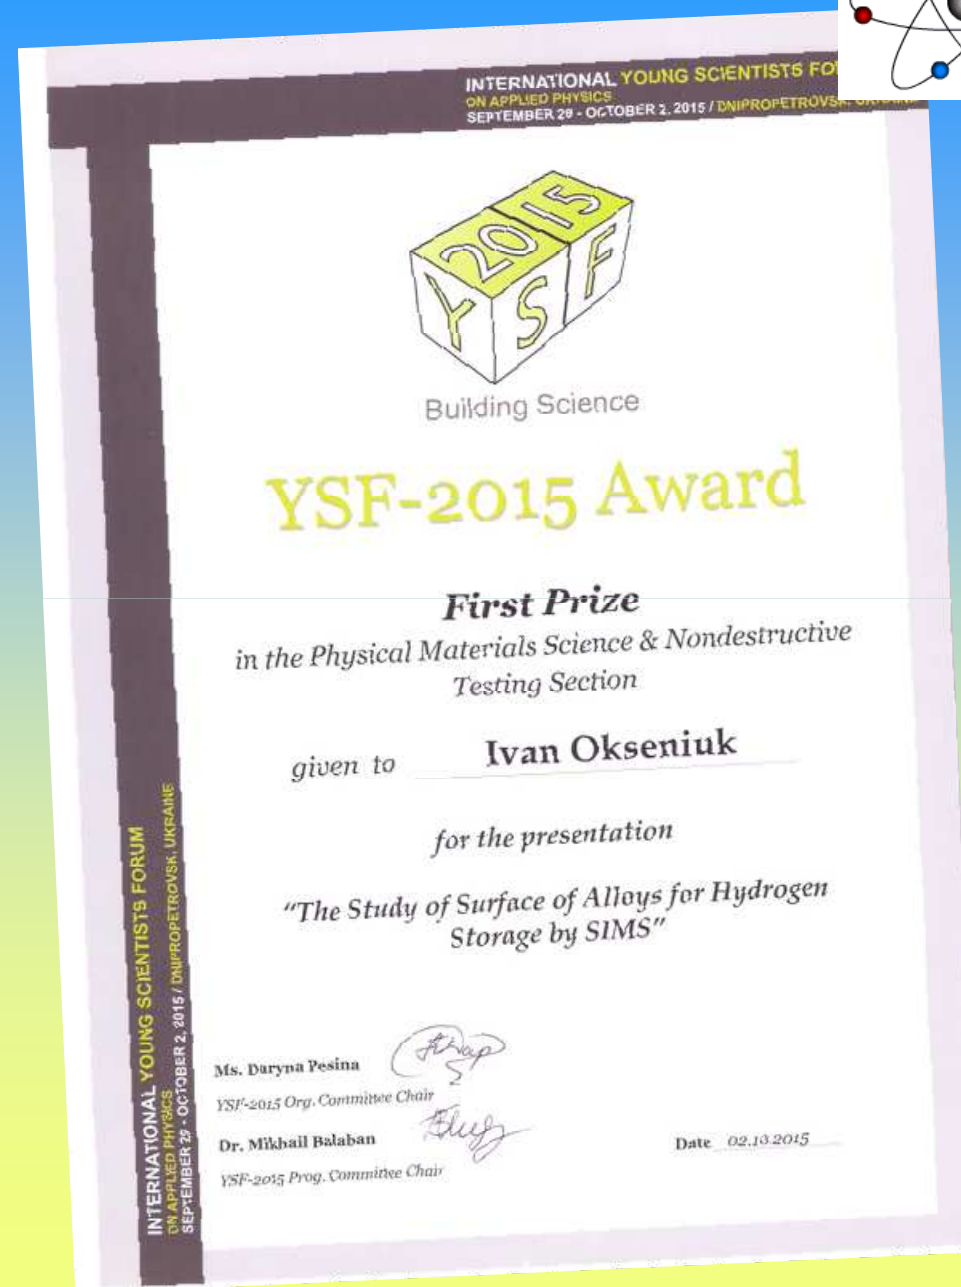 INTERNATIONAL YOUNG SCIENTISTS
ON APPLIED PHYSICS
SEPTEMBER 29 - OCTOBER 2, 2015 / DNIPROPETROVSK, UKRAINE
2015
YSF
Building Science
YSF-2015 Award
First Prize
in the Physical Materials Science & Nondestructive
Testing Section
given to Ivan Okseniuk
for the presentation
“The Study of Surface of Alloys for Hydrogen
Storage by SIMS”
Ms. Daryna Pesina
YSF-2015 Org. Committee Chair
Dr. Mikhail Balaban
YSF-2015 Prog. Committee Chair
Date 02.10.2015
INTERNATIONAL YOUNG SCIENTISTS FORUM
ON APPLIED PHYSICS
SEPTEMBER 29 - OCTOBER 2, 2015 / DNIPROPETROVSK, UKRAINE